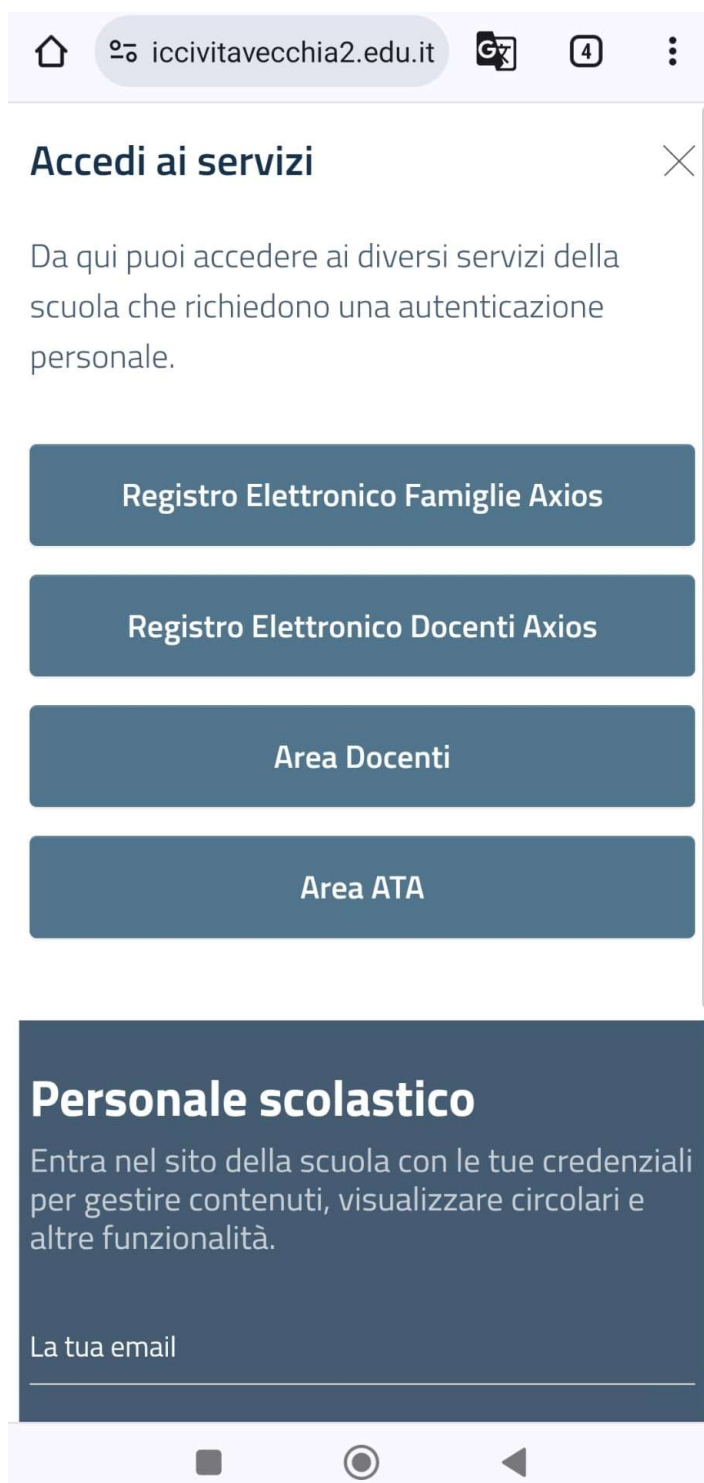 iccivitavecchia2.edu.it
4
Accedi ai servizi
Da qui puoi accedere ai diversi servizi della
scuola che richiedono una autenticazione
personale.
Registro Elettronico Famiglie Axios
Registro Elettronico Docenti Axios
Area Docenti
Area ATA
Personale scolastico
Entra nel sito della scuola con le tue credenziali
per gestire contenuti, visualizzare circolari e
altre funzionalità.
La tua email